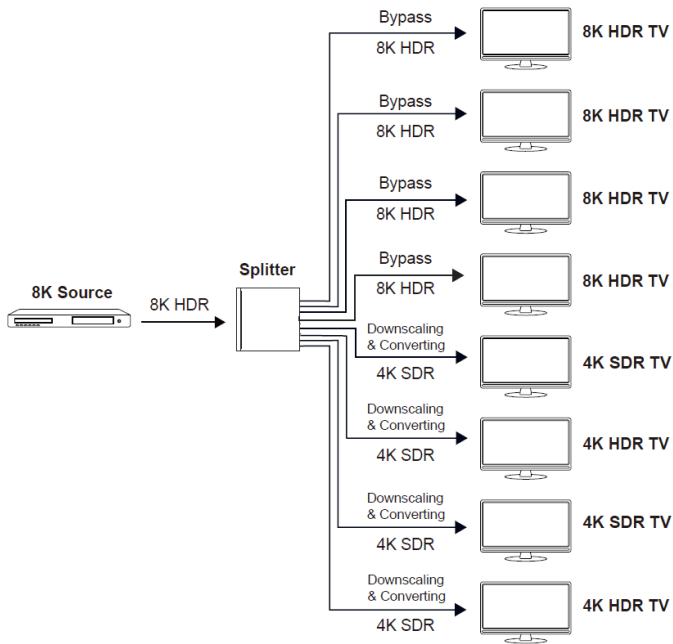 Bypass
8K HDR
8K HDR TV
Bypass
8K HDR
8K HDR TV
Bypass
8K HDR
8K HDR TV
Bypass
8K HDR
8K HDR TV
8K Source
8K HDR
Splitter
Downscaling
& Converting
4K SDR
4K SDR TV
Downscaling
& Converting
4K SDR
4K HDR TV
Downscaling
& Converting
4K SDR
4K SDR TV
Downscaling
& Converting
4K SDR
4K HDR TV